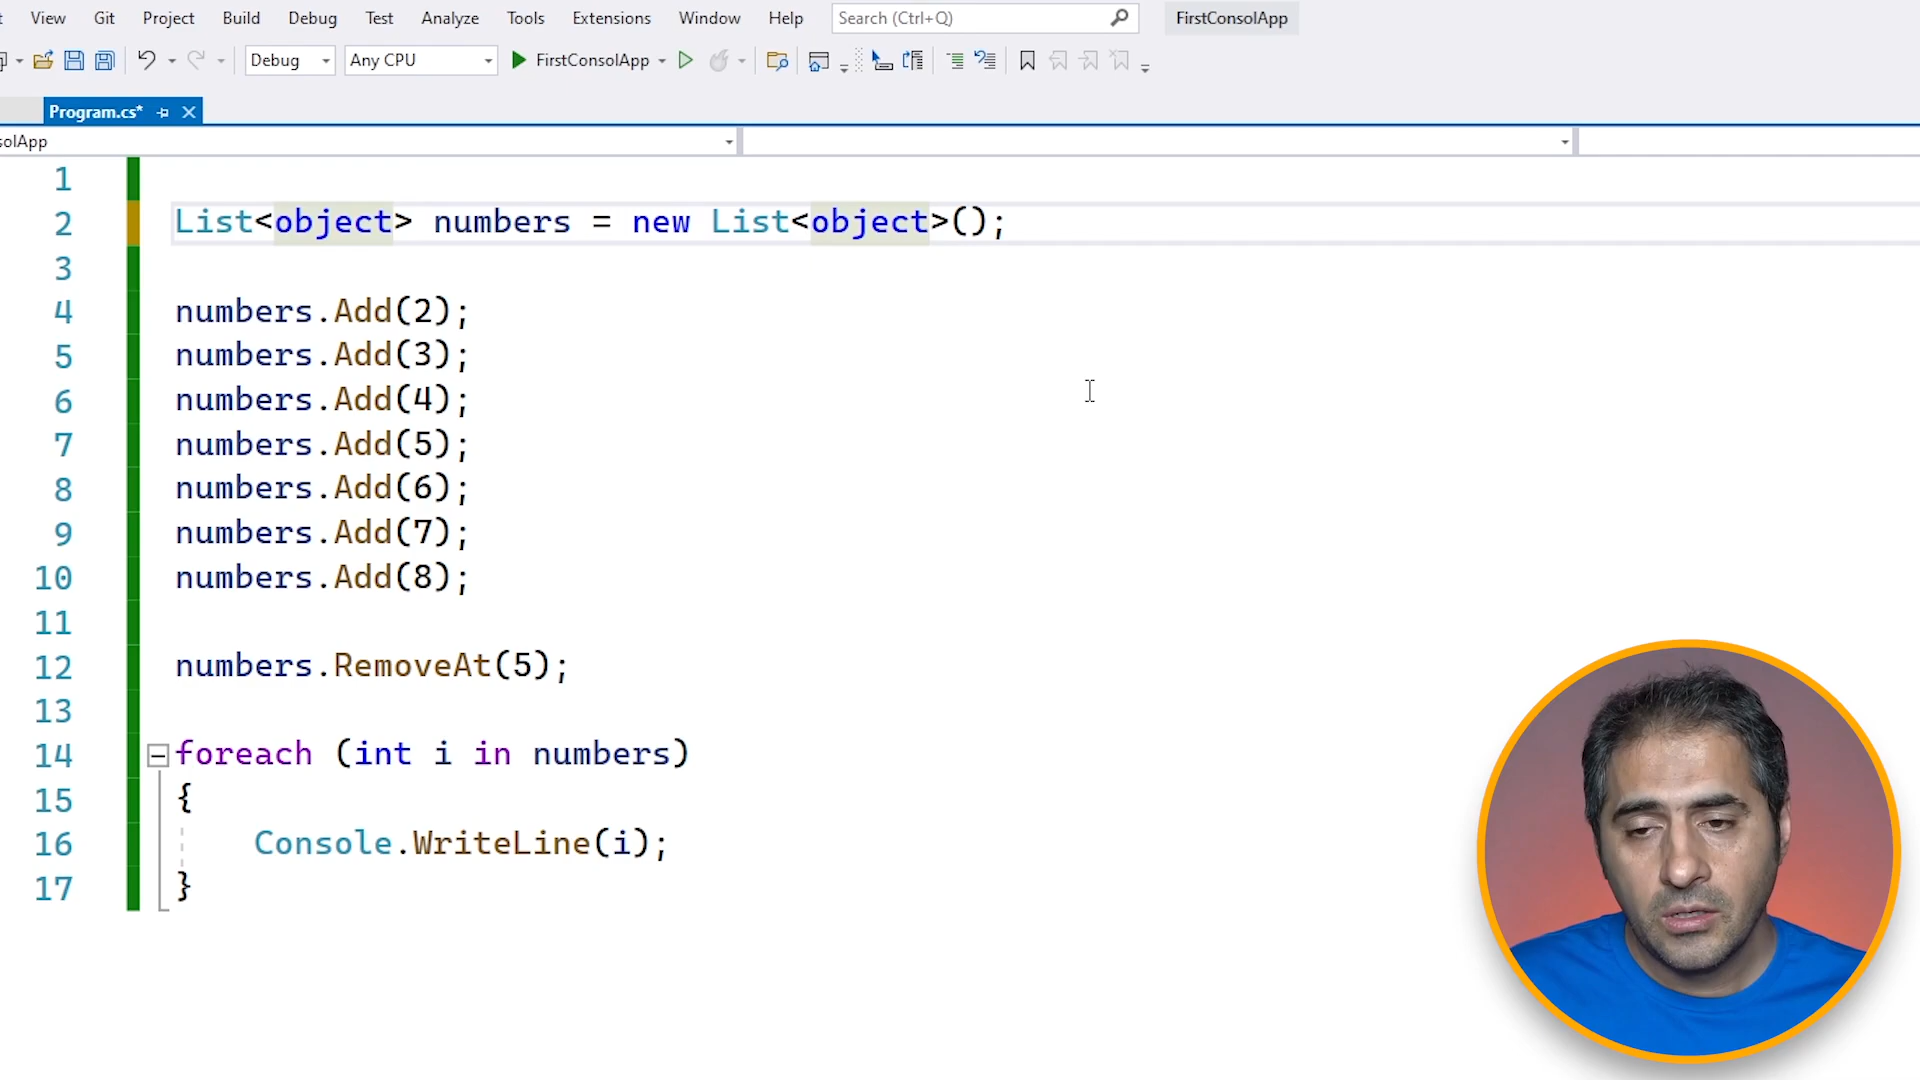 View Git Project Build Debug Test Analyze Tools Extensions Window Help Search (Ctrl+Q) FirstConsolApp
Debug Any CPU FirstConsolApp
Program.cs*
solApp
1
2 List<object> numbers = new List<object>();
3
4 numbers.Add(2);
5 numbers.Add(3);
6 numbers.Add(4);
7 numbers.Add(5);
8 numbers.Add(6);
9 numbers.Add(7);
10 numbers.Add(8);
11
12 numbers.RemoveAt(5);
13
14 foreach (int i in numbers)
15 {
16 Console.WriteLine(i);
17 }